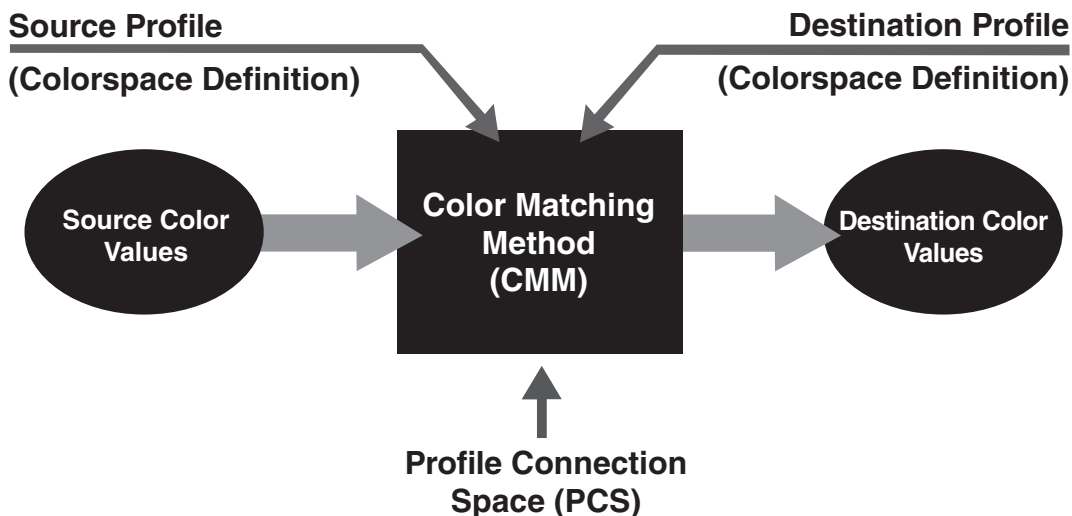 Source Profile
(Colorspace Definition)
Destination Profile
(Colorspace Definition)
Source Color
Values
Color Matching
Method
(CMM)
Destination Color
Values
Profile Connection
Space (PCS)